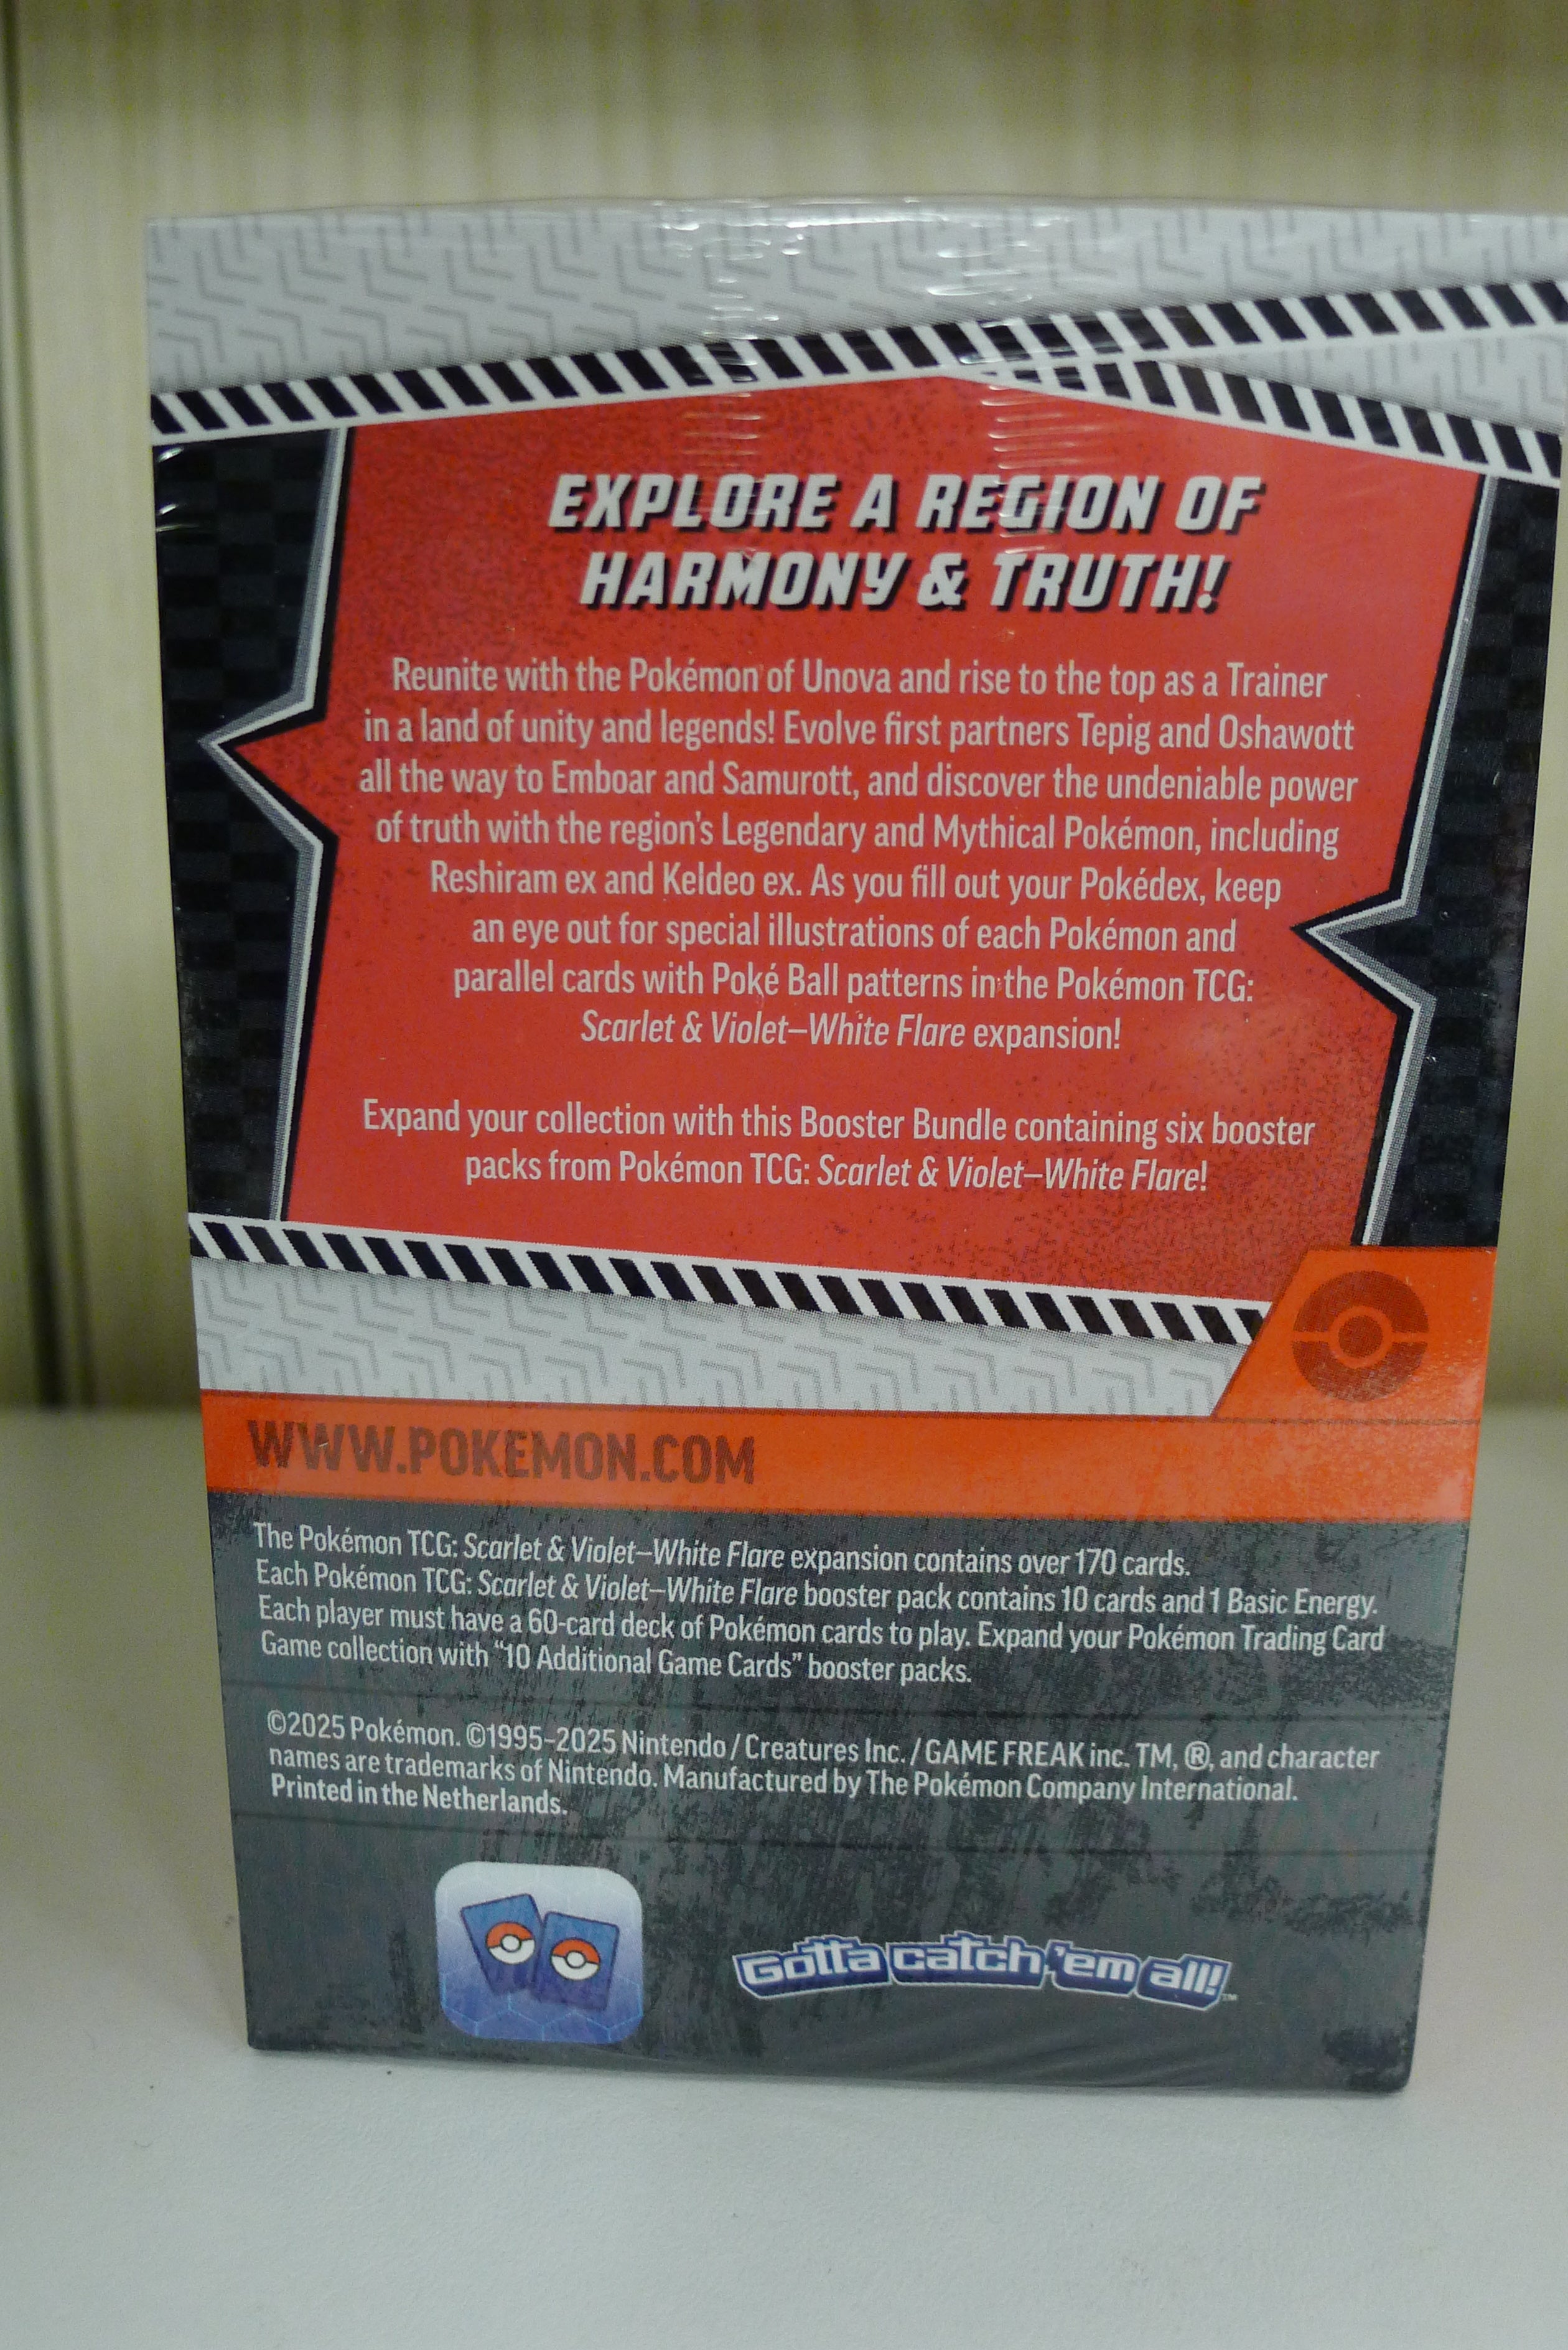 EXPLORE A REGION OF
HARMONY & TRUTH!
Reunite with the Pokémon of Unova and rise to the top as a Trainer
in a land of unity and legends! Evolve first partners Tepig and Oshawott
all the way to Emboar and Samurott, and discover the undeniable power
of truth with the region's Legendary and Mythical Pokémon, including
Reshiram ex and Keldeo ex. As you fill out your Pokédex, keep
an eye out for special illustrations of each Pokémon and
parallel cards with Poké Ball patterns in the Pokémon TCG:
Scarlet & Violet–White Flare expansion!
Expand your collection with this Booster Bundle containing six booster
packs from Pokémon TCG: Scarlet & Violet–White Flare!
WWW.POKEMON.COM
The Pokémon TCG: Scarlet & Violet–White Flare expansion contains over 170 cards.
Each Pokémon TCG: Scarlet & Violet–White Flare booster pack contains 10 cards and 1 Basic Energy.
Each player must have a 60-card deck of Pokémon cards to play. Expand your Pokémon Trading Card
Game collection with “10 Additional Game Cards” booster packs.
©2025 Pokémon. ©1995–2025 Nintendo / Creatures Inc. / GAME FREAK inc. TM, ®, and character
names are trademarks of Nintendo. Manufactured by The Pokémon Company International.
Printed in the Netherlands.
Gotta catch 'em all!™